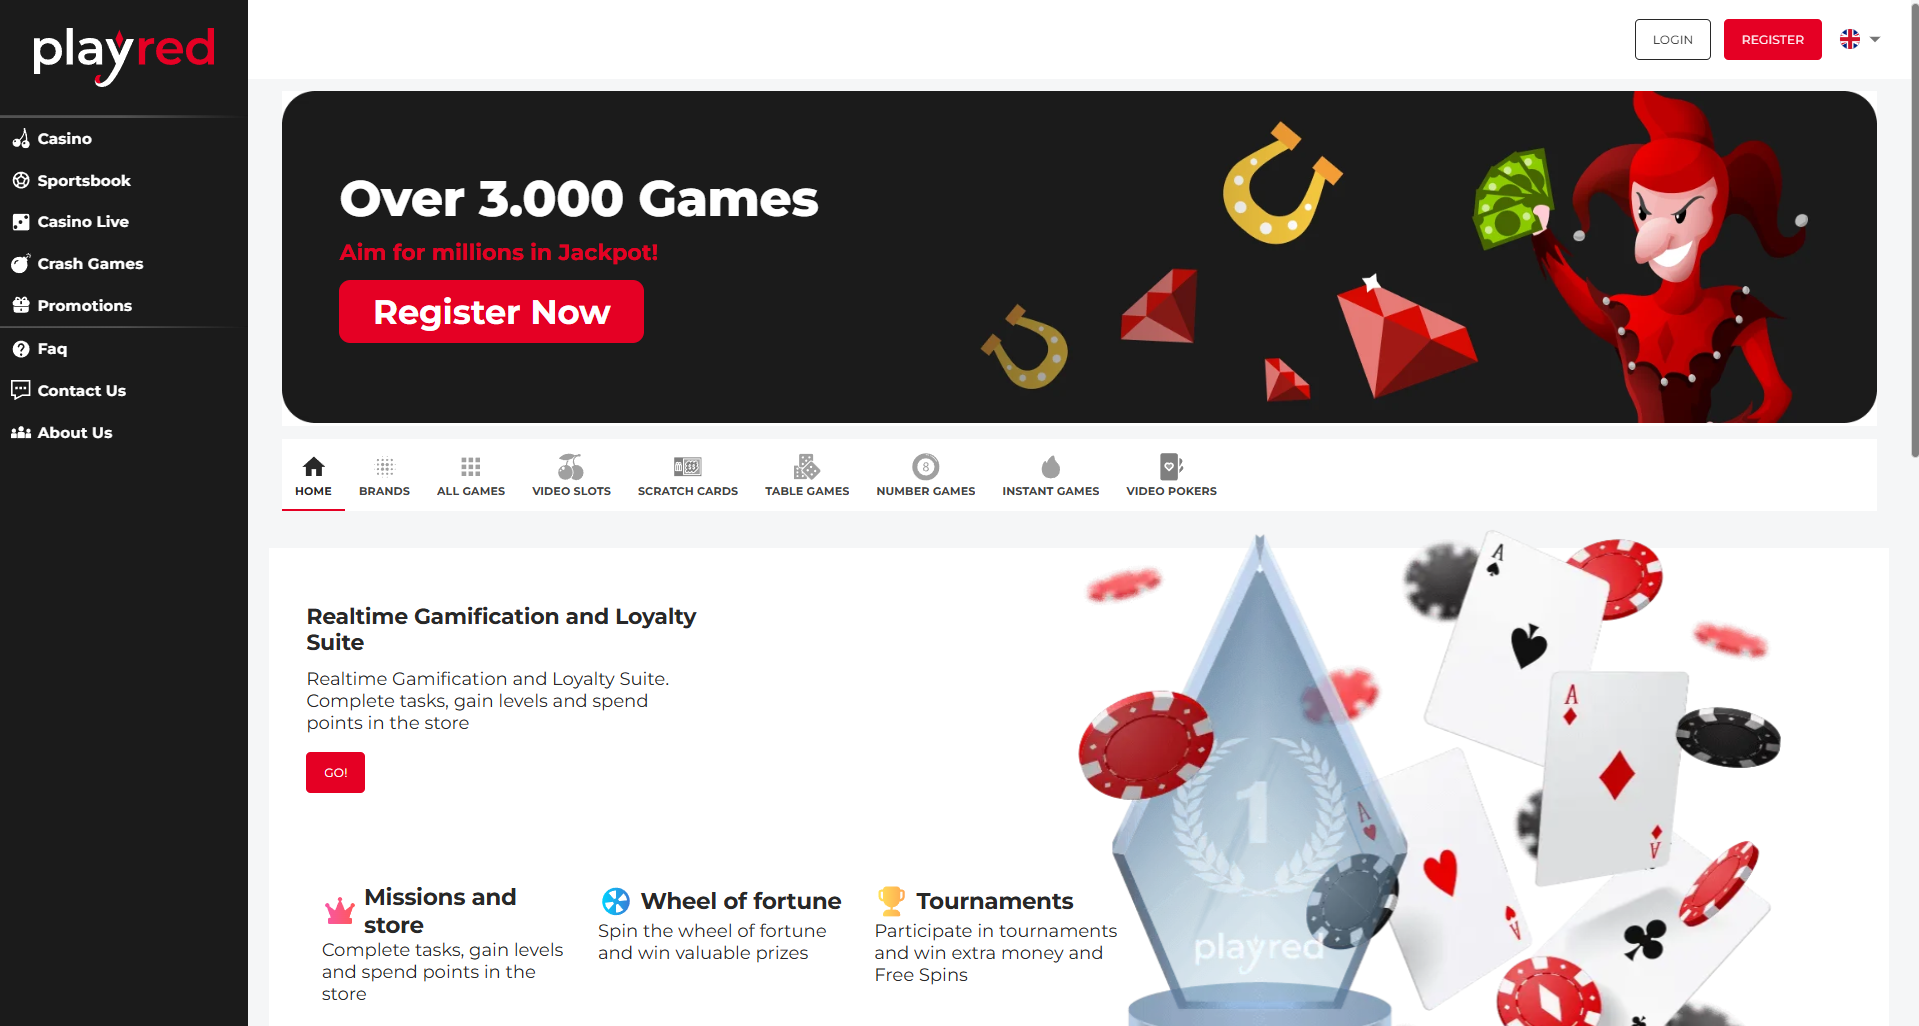 playred
LOGIN
REGISTER
Casino
Sportsbook
Casino Live
Crash Games
Promotions
Faq
Contact Us
About Us
Over 3.000 Games
Aim for millions in Jackpot!
Register Now
HOME
BRANDS
ALL GAMES
VIDEO SLOTS
SCRATCH CARDS
TABLE GAMES
8
NUMBER GAMES
INSTANT GAMES
VIDEO POKERS
Realtime Gamification and Loyalty
Suite
Realtime Gamification and Loyalty Suite.
Complete tasks, gain levels and spend
points in the store
GO!
Missions and
store
Complete tasks, gain levels
and spend points in the
store
Wheel of fortune
Spin the wheel of fortune
and win valuable prizes
Tournaments
Participate in tournaments
and win extra money and
Free Spins
A
A
A
A
1
playred